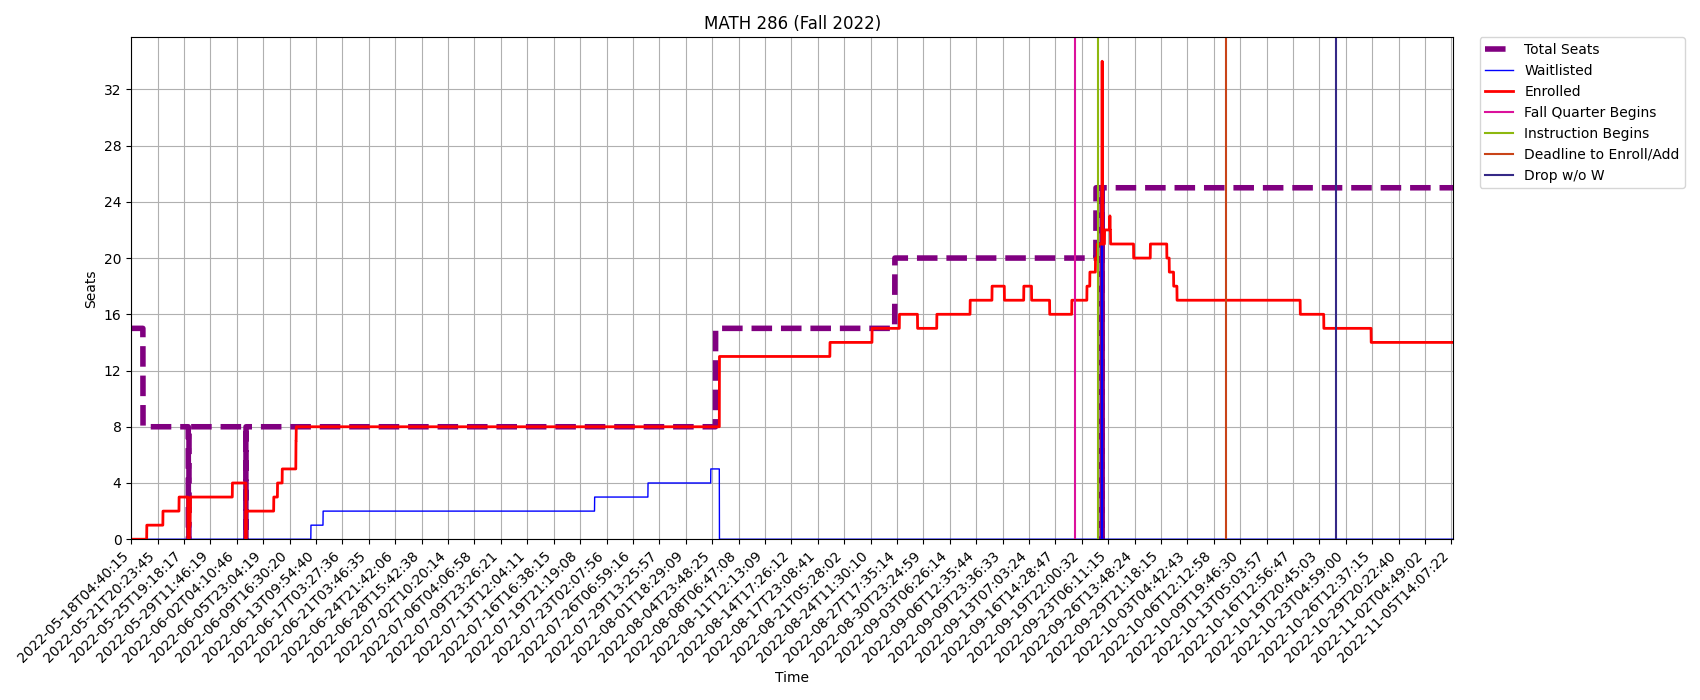 MATH 286 (Fall 2022)
Total Seats
Waitlisted
Enrolled
Fall Quarter Begins
Instruction Begins
Deadline to Enroll/Add
Drop w/o W
Seats
32
28
24
20
16
12
8
4
0
2022-05-18T04:40:15
2022-05-21T20:23:45
2022-05-25T19:18:17
2022-05-29T11:46:19
2022-06-02T04:10:46
2022-06-05T23:04:19
2022-06-09T16:30:20
2022-06-13T09:54:40
2022-06-17T03:27:36
2022-06-21T03:46:35
2022-06-24T21:42:06
2022-06-28T15:42:38
2022-07-02T10:20:14
2022-07-06T04:06:58
2022-07-09T23:26:21
2022-07-13T12:04:11
2022-07-16T16:38:15
2022-07-19T21:19:08
2022-07-23T02:07:56
2022-07-26T06:59:16
2022-07-29T13:25:57
2022-08-01T18:29:09
2022-08-04T23:48:25
2022-08-08T06:47:08
2022-08-11T12:13:09
2022-08-14T17:26:12
2022-08-17T23:08:41
2022-08-21T05:28:02
2022-08-24T11:30:10
2022-08-27T17:35:14
2022-08-30T23:24:59
2022-09-03T06:26:14
2022-09-06T12:35:44
2022-09-09T23:36:33
2022-09-13T07:03:24
2022-09-16T14:28:47
2022-09-19T22:00:32
2022-09-23T06:11:15
2022-09-26T13:48:24
2022-09-29T21:18:15
2022-10-03T04:42:43
2022-10-06T12:12:58
2022-10-09T19:46:30
2022-10-13T05:03:57
2022-10-16T12:56:47
2022-10-19T20:45:03
2022-10-23T04:59:00
2022-10-26T12:37:15
2022-10-29T20:22:40
2022-11-02T04:49:02
2022-11-05T14:07:22
Time